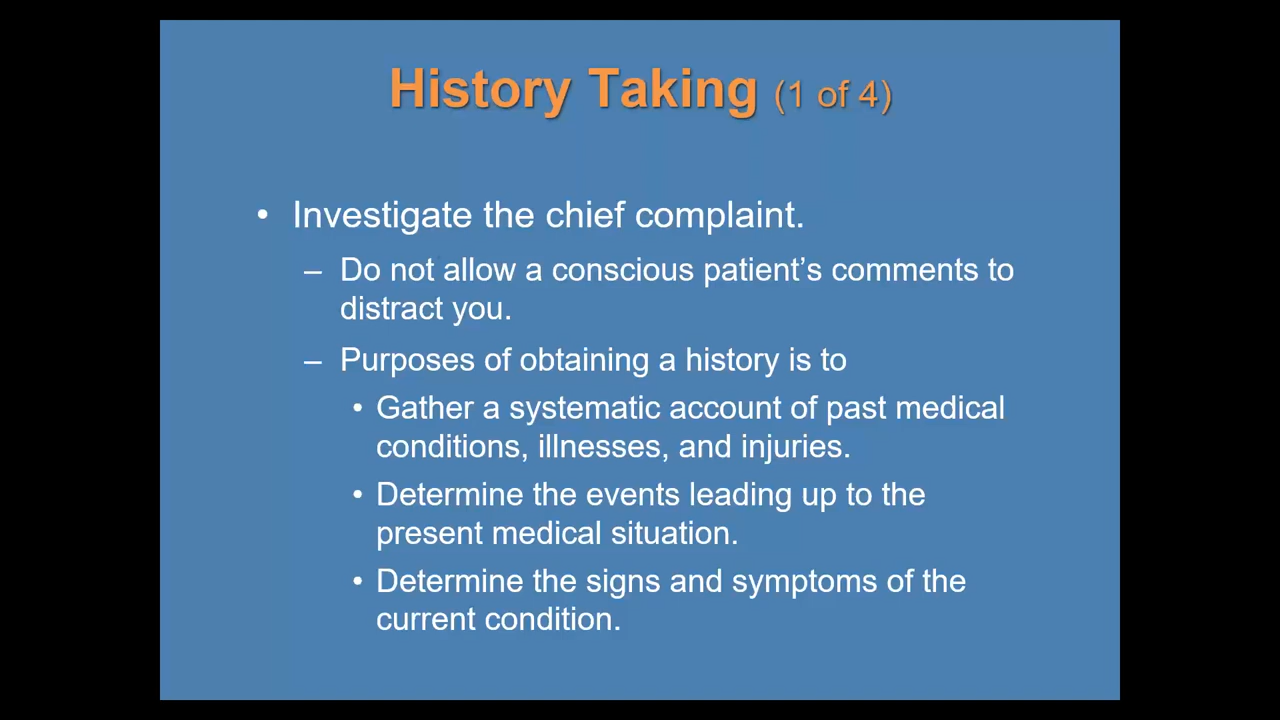 History Taking (1 of 4)
• Investigate the chief complaint.
– Do not allow a conscious patient’s comments to
distract you.
– Purposes of obtaining a history is to
• Gather a systematic account of past medical
conditions, illnesses, and injuries.
• Determine the events leading up to the
present medical situation.
• Determine the signs and symptoms of the
current condition.